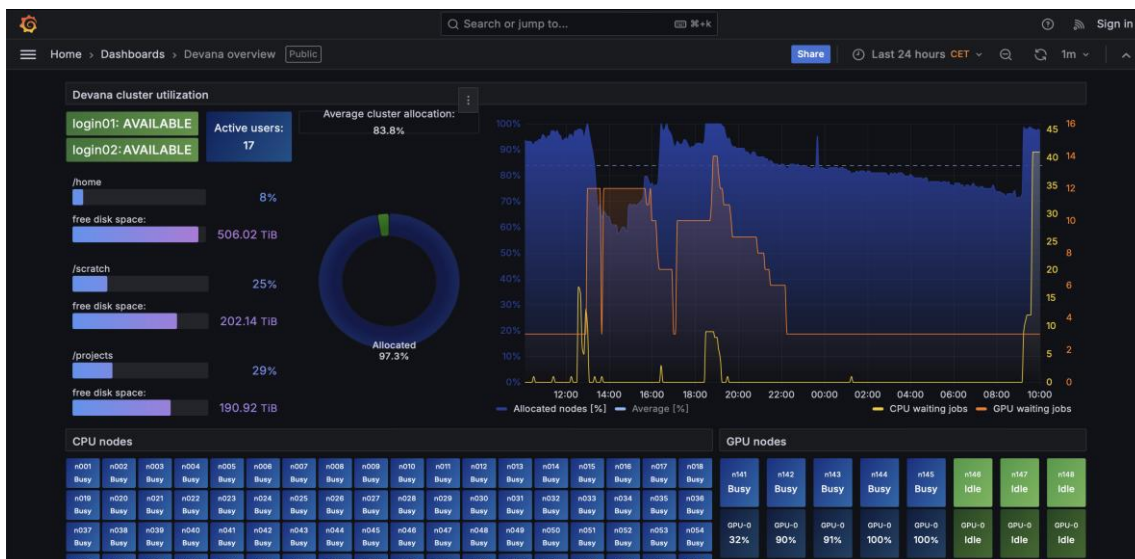 Search or jump to...
⌘+k
Sign in
Home › Dashboards › Devana overview
Public
Share
Last 24 hours CET
1m
Devana cluster utilization
login01: AVAILABLE
login02:AVAILABLE
Active users:
17
Average cluster allocation:
83.8%
/home
8%
free disk space:
506.02 TiB
/scratch
25%
free disk space:
202.14 TiB
/projects
29%
free disk space:
190.92 TiB
Allocated
97.3%
100%
90%
80%
70%
60%
50%
40%
30%
20%
10%
0%
45
40
35
30
25
20
15
10
5
0
16
14
12
10
8
6
4
2
0
12:00 14:00 16:00 18:00 20:00 22:00 00:00 02:00 04:00 06:00 08:00 10:00
Allocated nodes [%] Average [%]
CPU waiting jobs GPU waiting jobs
CPU nodes
n001 n002 n003 n004 n005 n006 n007 n008 n009 n010 n011 n012 n013 n014 n015 n016 n017 n018
Busy Busy Busy Busy Busy Busy Busy Busy Busy Busy Busy Busy Busy Busy Busy Busy Busy Busy
n019 n020 n021 n022 n023 n024 n025 n026 n027 n028 n029 n030 n031 n032 n033 n034 n035 n036
Busy Busy Busy Busy Busy Busy Busy Busy Busy Busy Busy Busy Busy Busy Busy Busy Busy Busy
n037 n038 n039 n040 n041 n042 n043 n044 n045 n046 n047 n048 n049 n050 n051 n052 n053 n054
Busy Busy Busy Busy Busy Busy Busy Busy Busy Busy Busy Busy Busy Busy Busy Busy Busy Busy
GPU nodes
n141 n142 n143 n144 n145 n146 n147 n148
Busy Busy Busy Busy Busy Idle Idle Idle
GPU-0 GPU-0 GPU-0 GPU-0 GPU-0 GPU-0 GPU-0 GPU-0
32% 90% 91% 100% 100% Idle Idle Idle